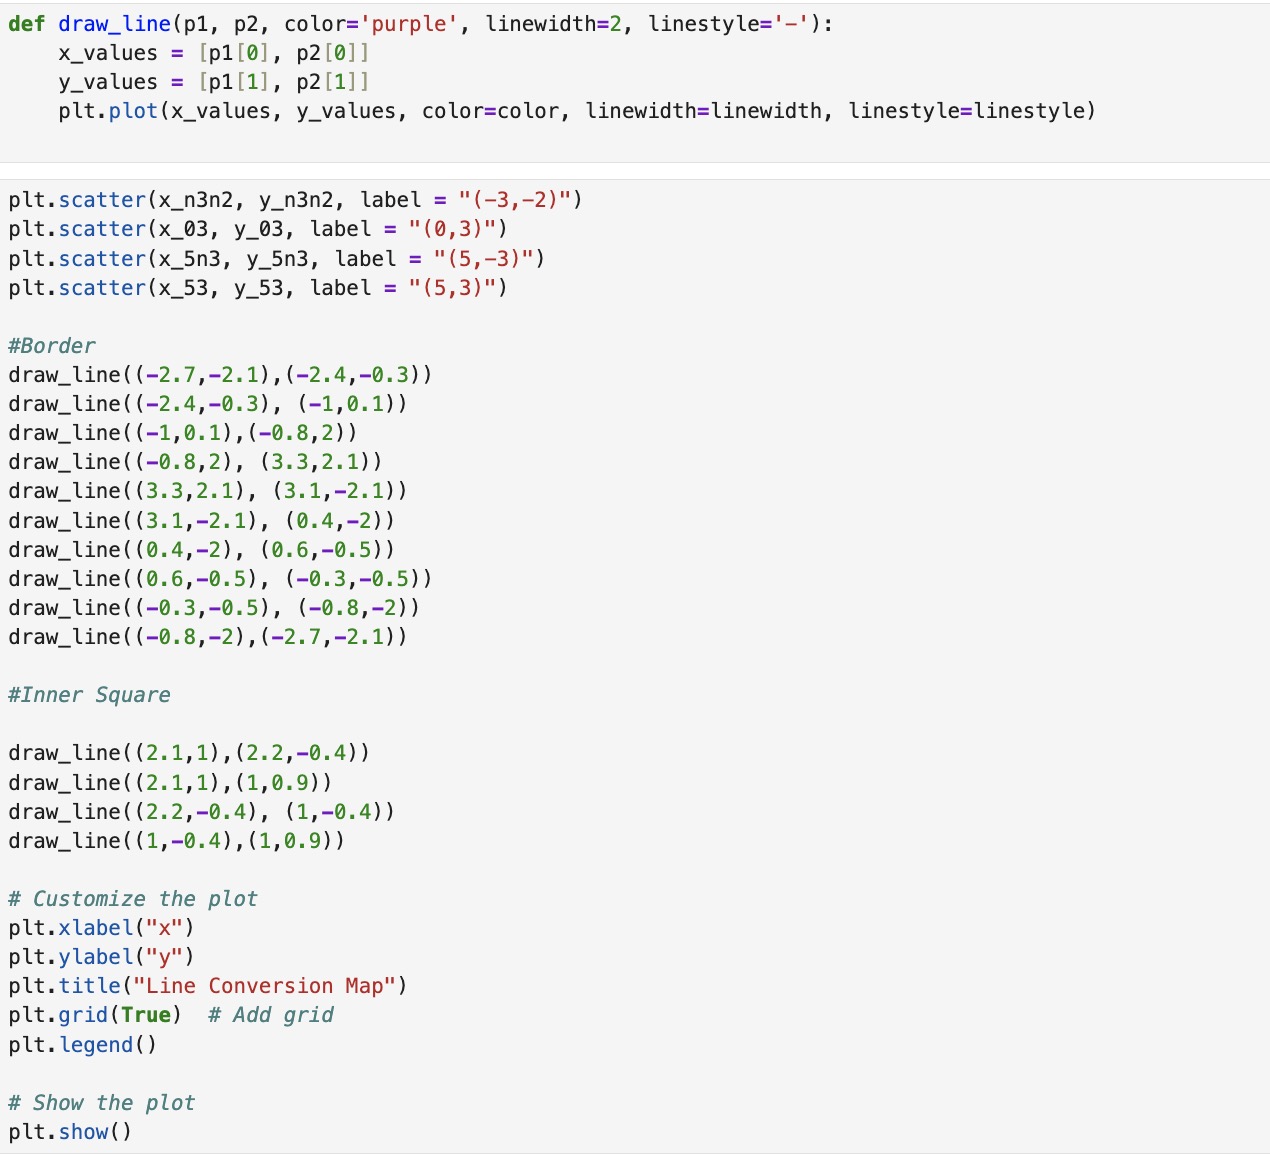 def draw_line(p1, p2, color='purple', linewidth=2, linestyle='-'):
    x_values = [p1[0], p2[0]]
    y_values = [p1[1], p2[1]]
    plt.plot(x_values, y_values, color=color, linewidth=linewidth, linestyle=linestyle)
plt.scatter(x_n3n2, y_n3n2, label = "(-3,-2)")
plt.scatter(x_03, y_03, label = "(0,3)")
plt.scatter(x_5n3, y_5n3, label = "(5,-3)")
plt.scatter(x_53, y_53, label = "(5,3)")
#Border
draw_line((-2.7,-2.1),(-2.4,-0.3))
draw_line((-2.4,-0.3), (-1,0.1))
draw_line((-1,0.1),(-0.8,2))
draw_line((-0.8,2), (3.3,2.1))
draw_line((3.3,2.1), (3.1,-2.1))
draw_line((3.1,-2.1), (0.4,-2))
draw_line((0.4,-2), (0.6,-0.5))
draw_line((0.6,-0.5), (-0.3,-0.5))
draw_line((-0.3,-0.5), (-0.8,-2))
draw_line((-0.8,-2),(-2.7,-2.1))
#Inner Square
draw_line((2.1,1),(2.2,-0.4))
draw_line((2.1,1),(1,0.9))
draw_line((2.2,-0.4), (1,-0.4))
draw_line((1,-0.4),(1,0.9))
# Customize the plot
plt.xlabel("x")
plt.ylabel("y")
plt.title("Line Conversion Map")
plt.grid(True)  # Add grid
plt.legend()
# Show the plot
plt.show()